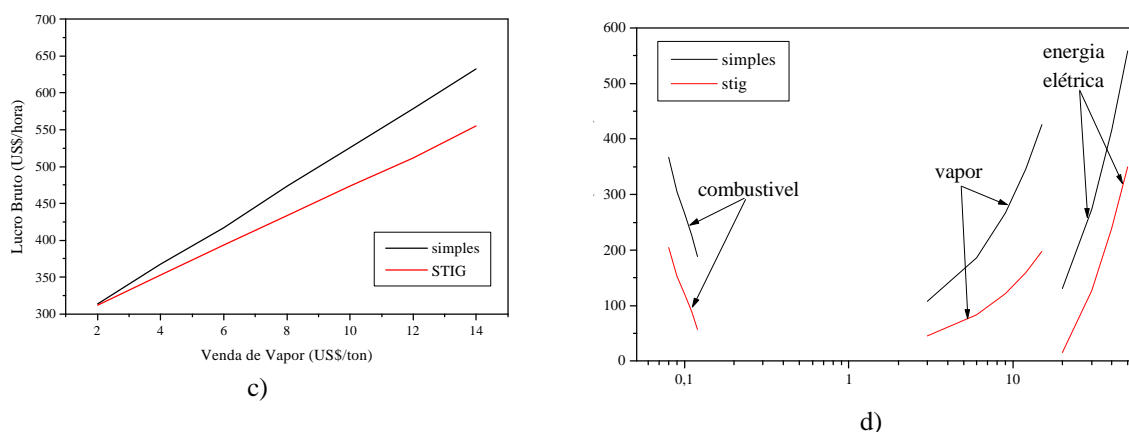 700
650
600
550
500
450
400
350
300
Lucro Bruto (US$/hora)
simples
STIG
2
4
6
8
10
12
14
Venda de Vapor (US$/ton)
c)
600
500
400
300
200
100
0
simples
stig
energia
elétrica
vapor
combustivel
0,1
1
10
d)